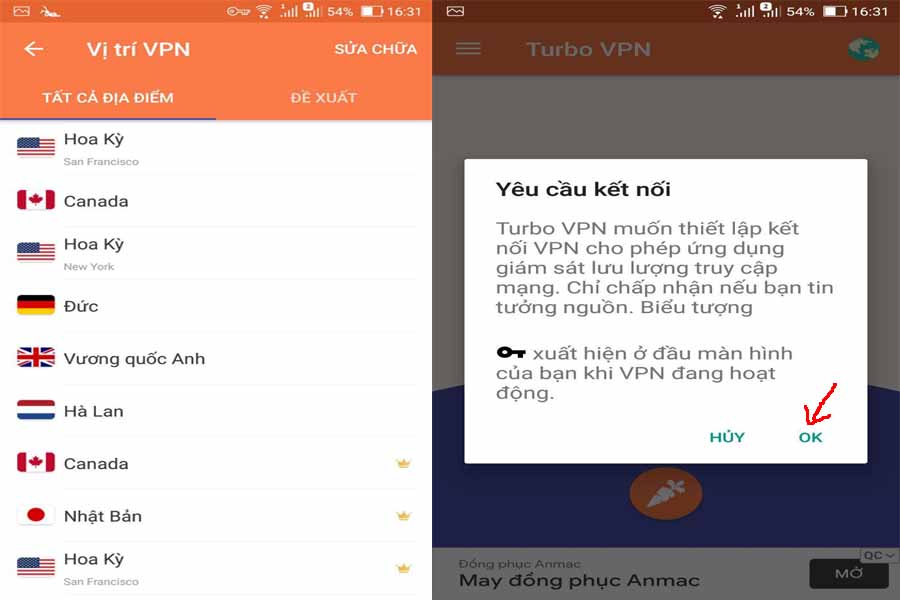 54% 16:31
Vị trí VPN SỬA CHỮA
TẤT CẢ ĐỊA ĐIỂM ĐỀ XUẤT
Hoa Kỳ
San Francisco
Canada
Hoa Kỳ
New York
Đức
Vương quốc Anh
Hà Lan
Canada
Nhật Bản
Hoa Kỳ
San Francisco
54% 16:31
Turbo VPN
Yêu cầu kết nối
Turbo VPN muốn thiết lập kết
nối VPN cho phép ứng dụng
giám sát lưu lượng truy cập
mạng. Chỉ chấp nhận nếu bạn tin
tưởng nguồn. Biểu tượng
xuất hiện ở đầu màn hình
của bạn khi VPN đang hoạt
động.
HỦY OK
QC
Đồng phục Anmac
May đồng phục Anmac
MỞ